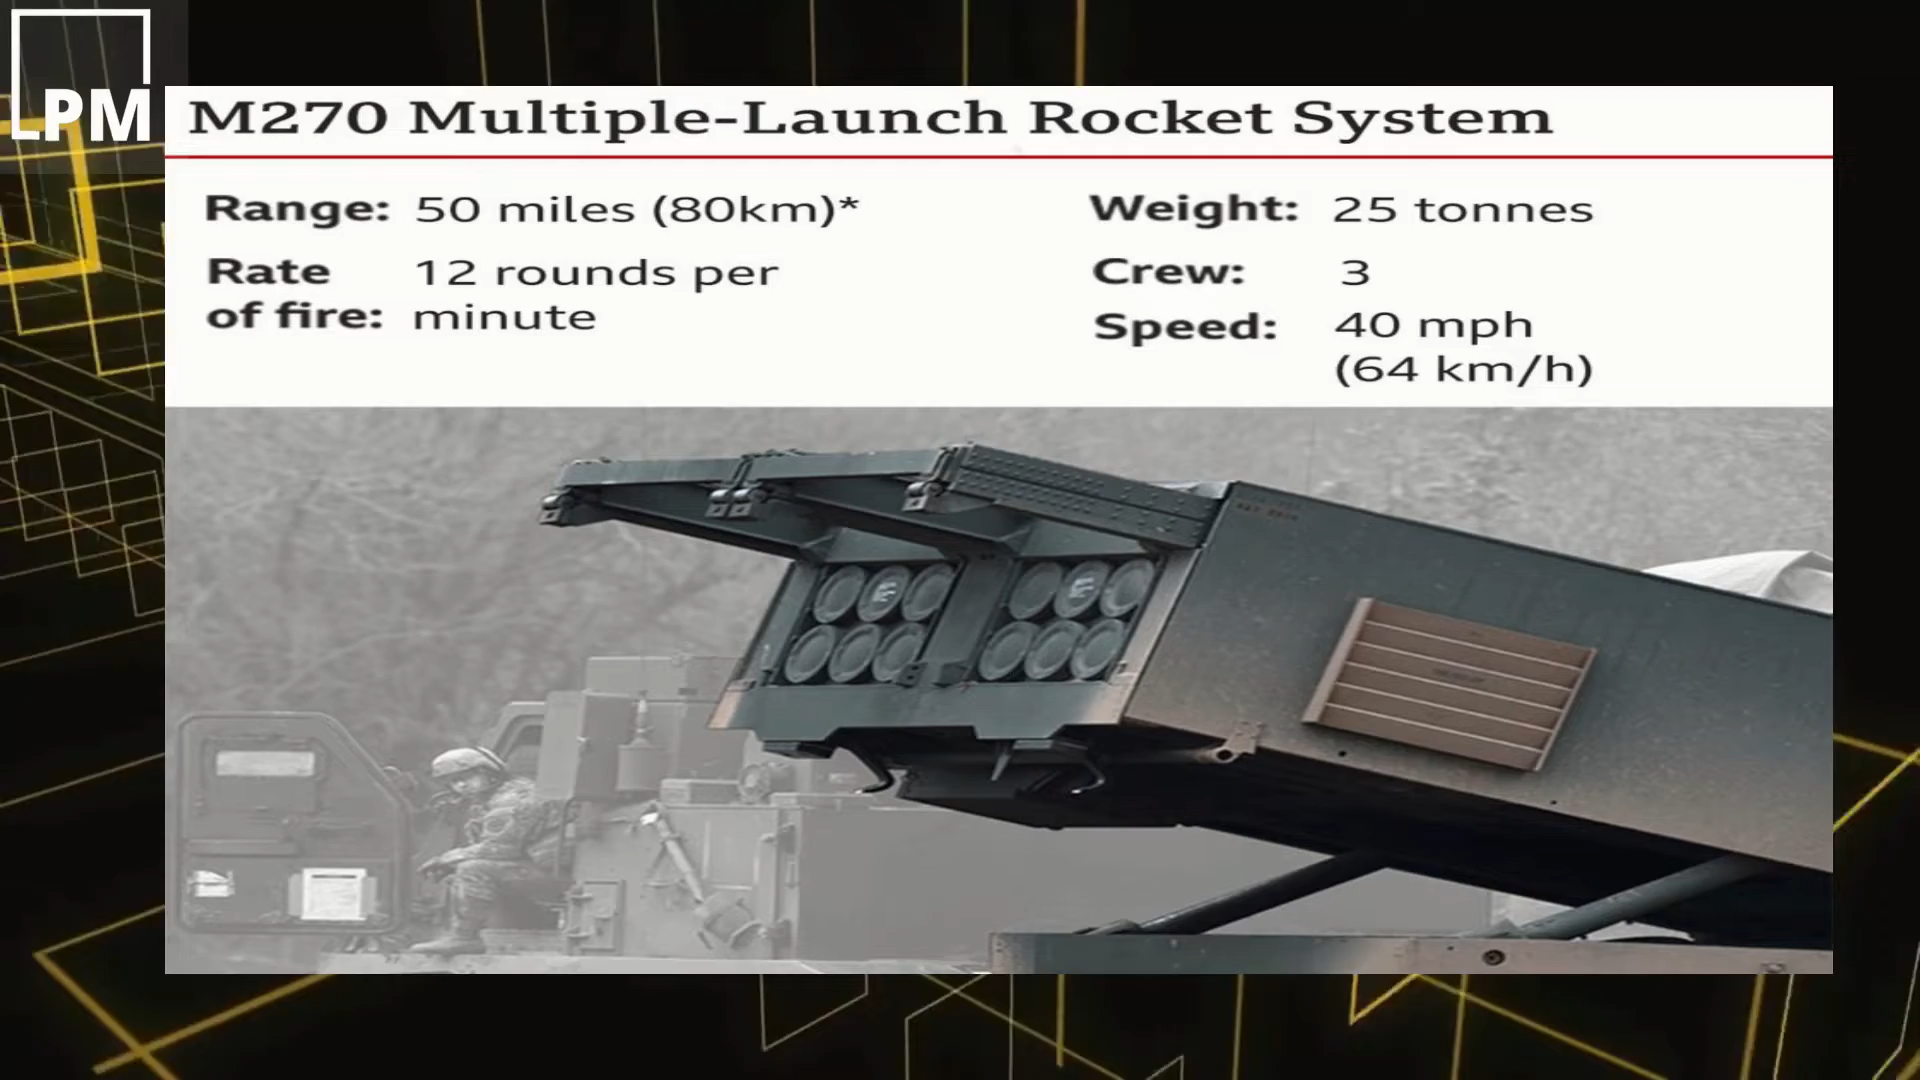 PM
M270 Multiple-Launch Rocket System
Range: 50 miles (80km)*
Rate of fire: 12 rounds per minute
Weight: 25 tonnes
Crew: 3
Speed: 40 mph
(64 km/h)